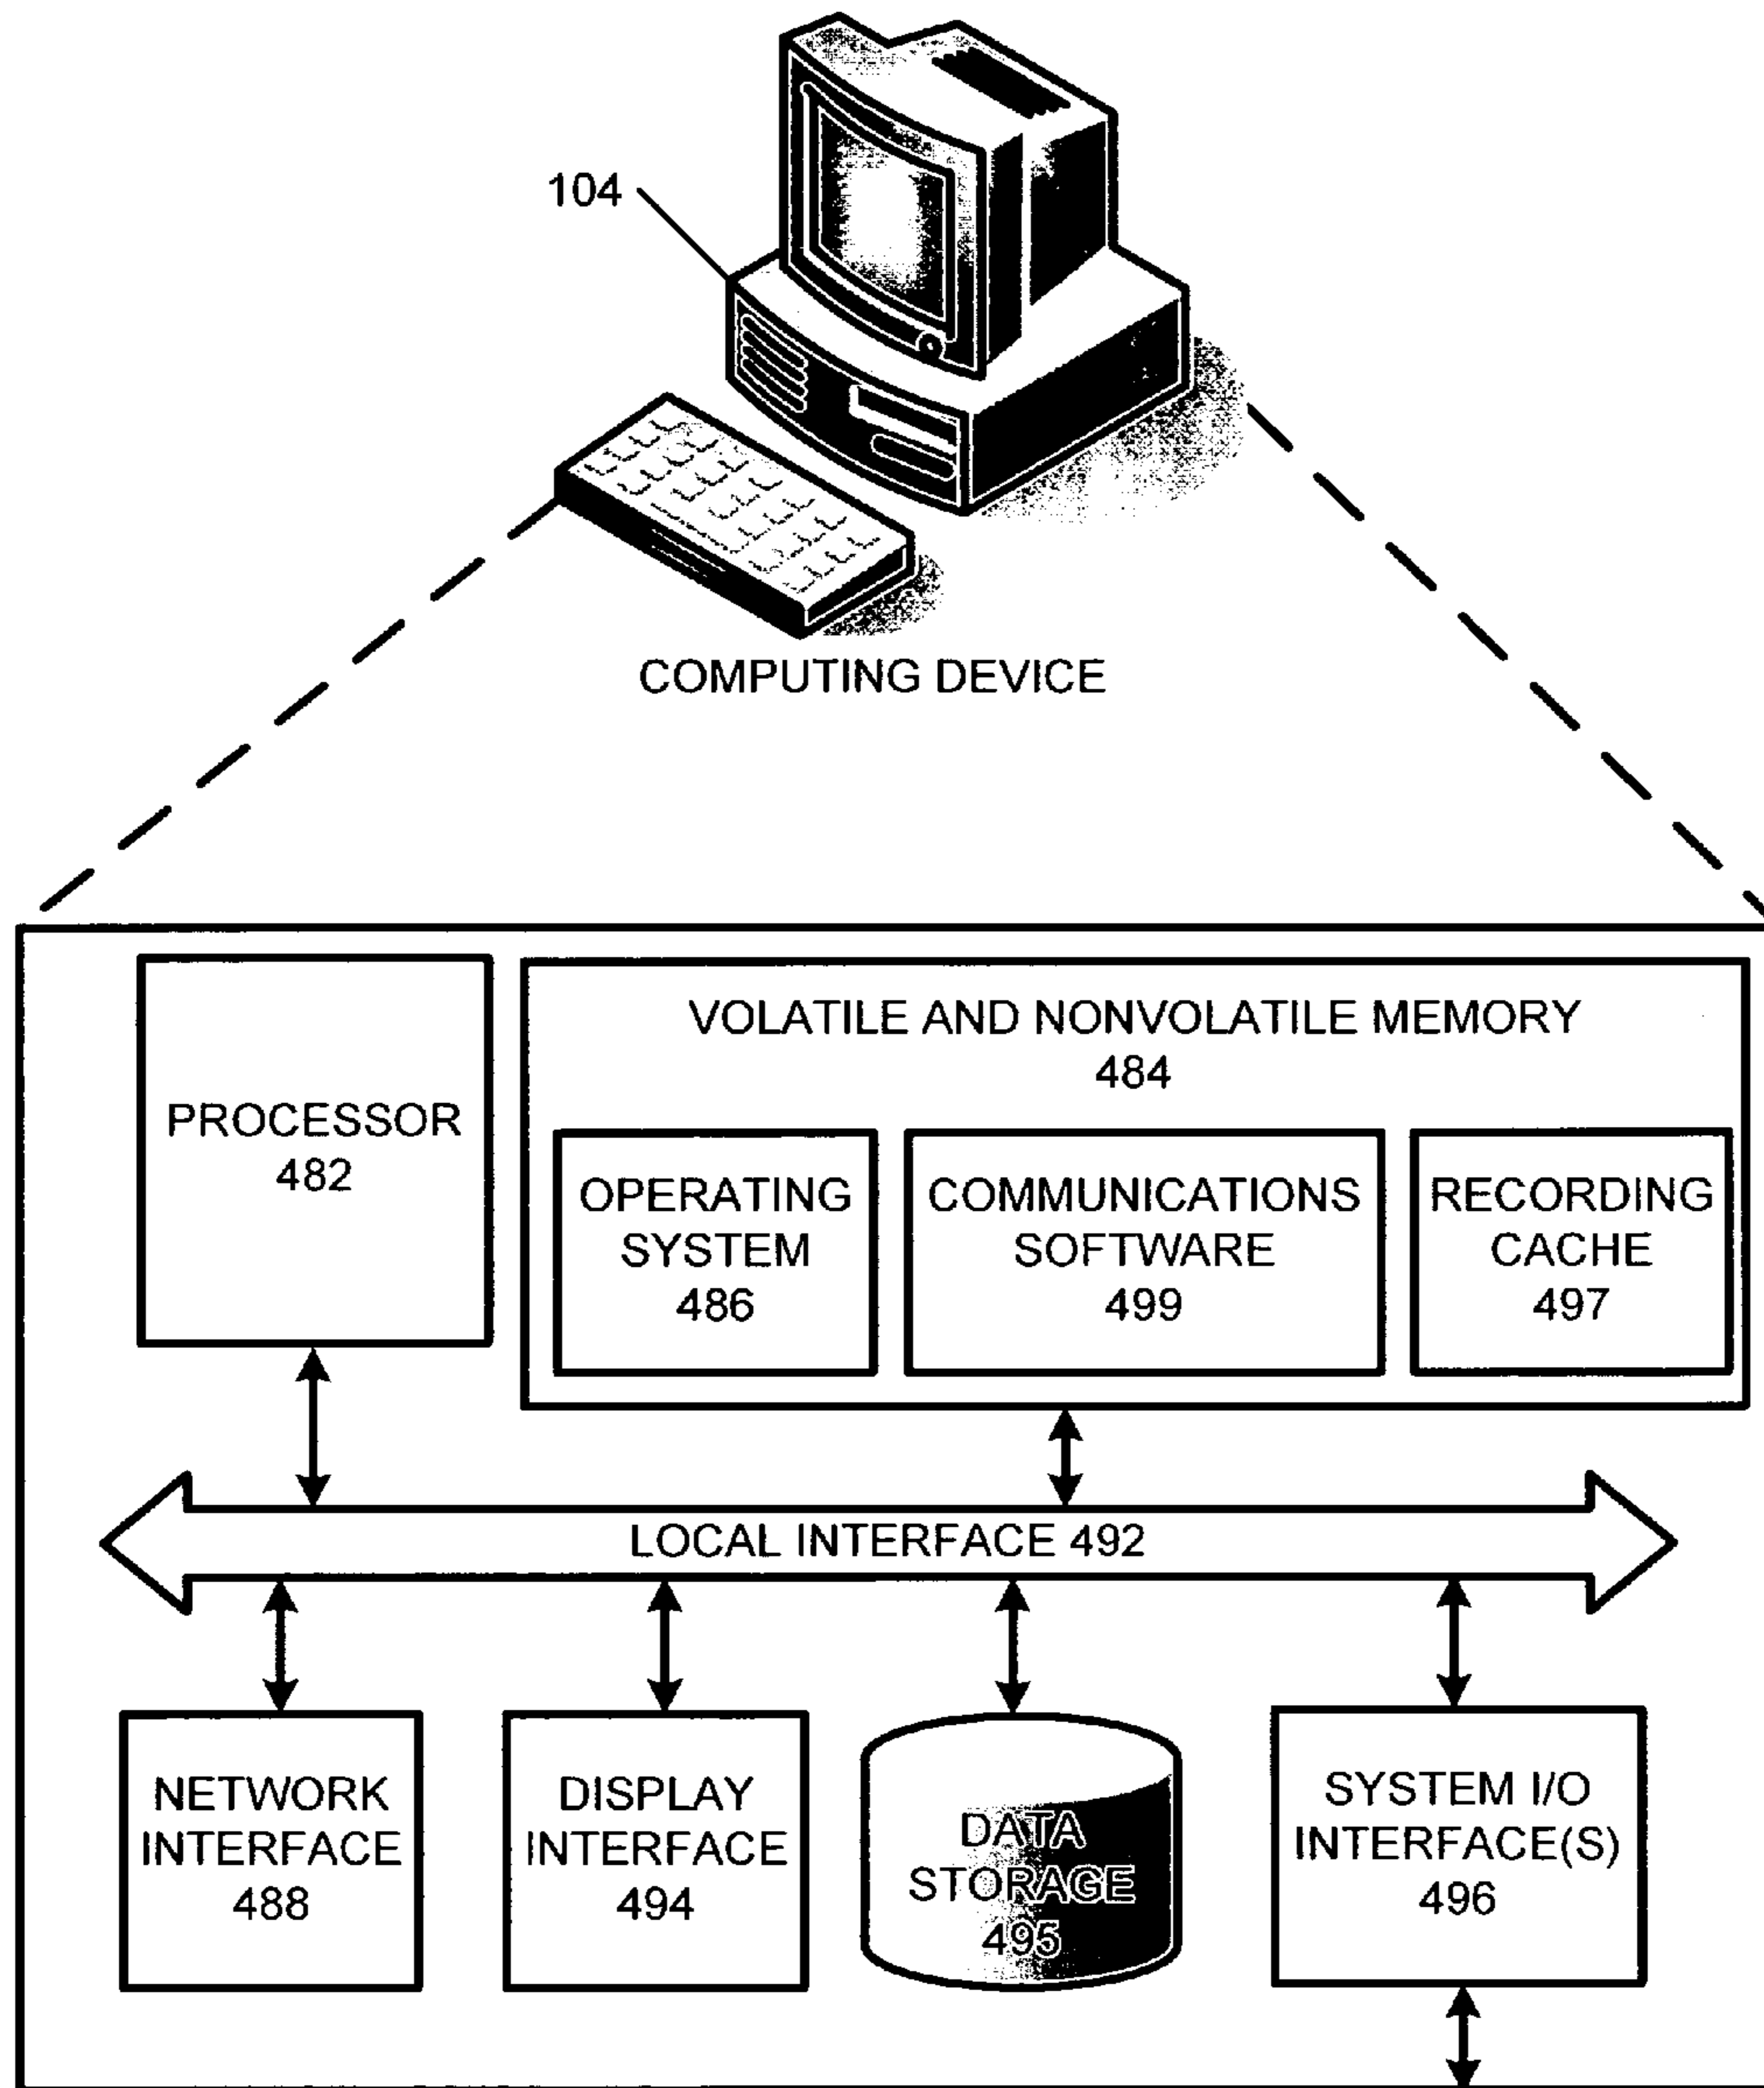 104
COMPUTING DEVICE
VOLATILE AND NONVOLATILE MEMORY
484
PROCESSOR
482
OPERATING
SYSTEM
486
COMMUNICATIONS
SOFTWARE
499
RECORDING
CACHE
497
LOCAL INTERFACE 492
NETWORK
INTERFACE
488
DISPLAY
INTERFACE
494
DATA
STORAGE
495
SYSTEM I/O
INTERFACE(S)
496